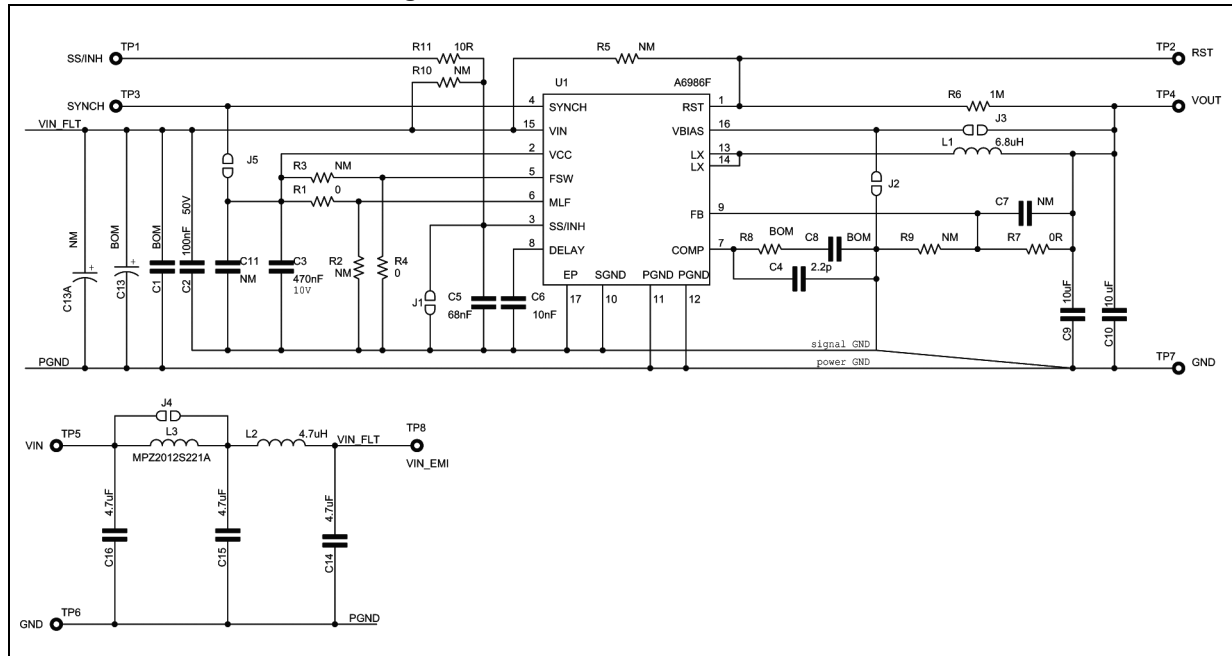 TP1
SS/INH
R11 10R
R10 NM
R5 NM
TP2
RST
TP3
SYNCH
U1 A6986F
R6 1M
TP4
VOUT
VIN_FLT
4 SYNCH
15 VIN
2 VCC
5 FSW
6 MLF
3 SS/INH
8 DELAY
RST 1
VBIAS 16
LX 13
LX 14
FB 9
COMP 7
EP SGND PGND PGND
17 10 11 12
J3
L1 6.8uH
J5
J2
R3 NM
R1 0
C7 NM
R8 BOM
C8 BOM
R9 NM
R7 0R
C4 2.2p
NM
C13A
BOM
C13
BOM
C1
100nF 50V
C2
C11
NM
C3
470nF
10V
R2
NM
R4
0
J1
C5
68nF
C6
10nF
10uF
C9
10 uF
C10
signal GND
power GND
PGND
TP7
GND
J4
VIN
TP5
L3
MPZ2012S221A
L2 4.7uH
VIN_FLT
TP8
VIN_EMI
4.7uF
C16
4.7uF
C15
4.7uF
C14
TP6
GND
PGND